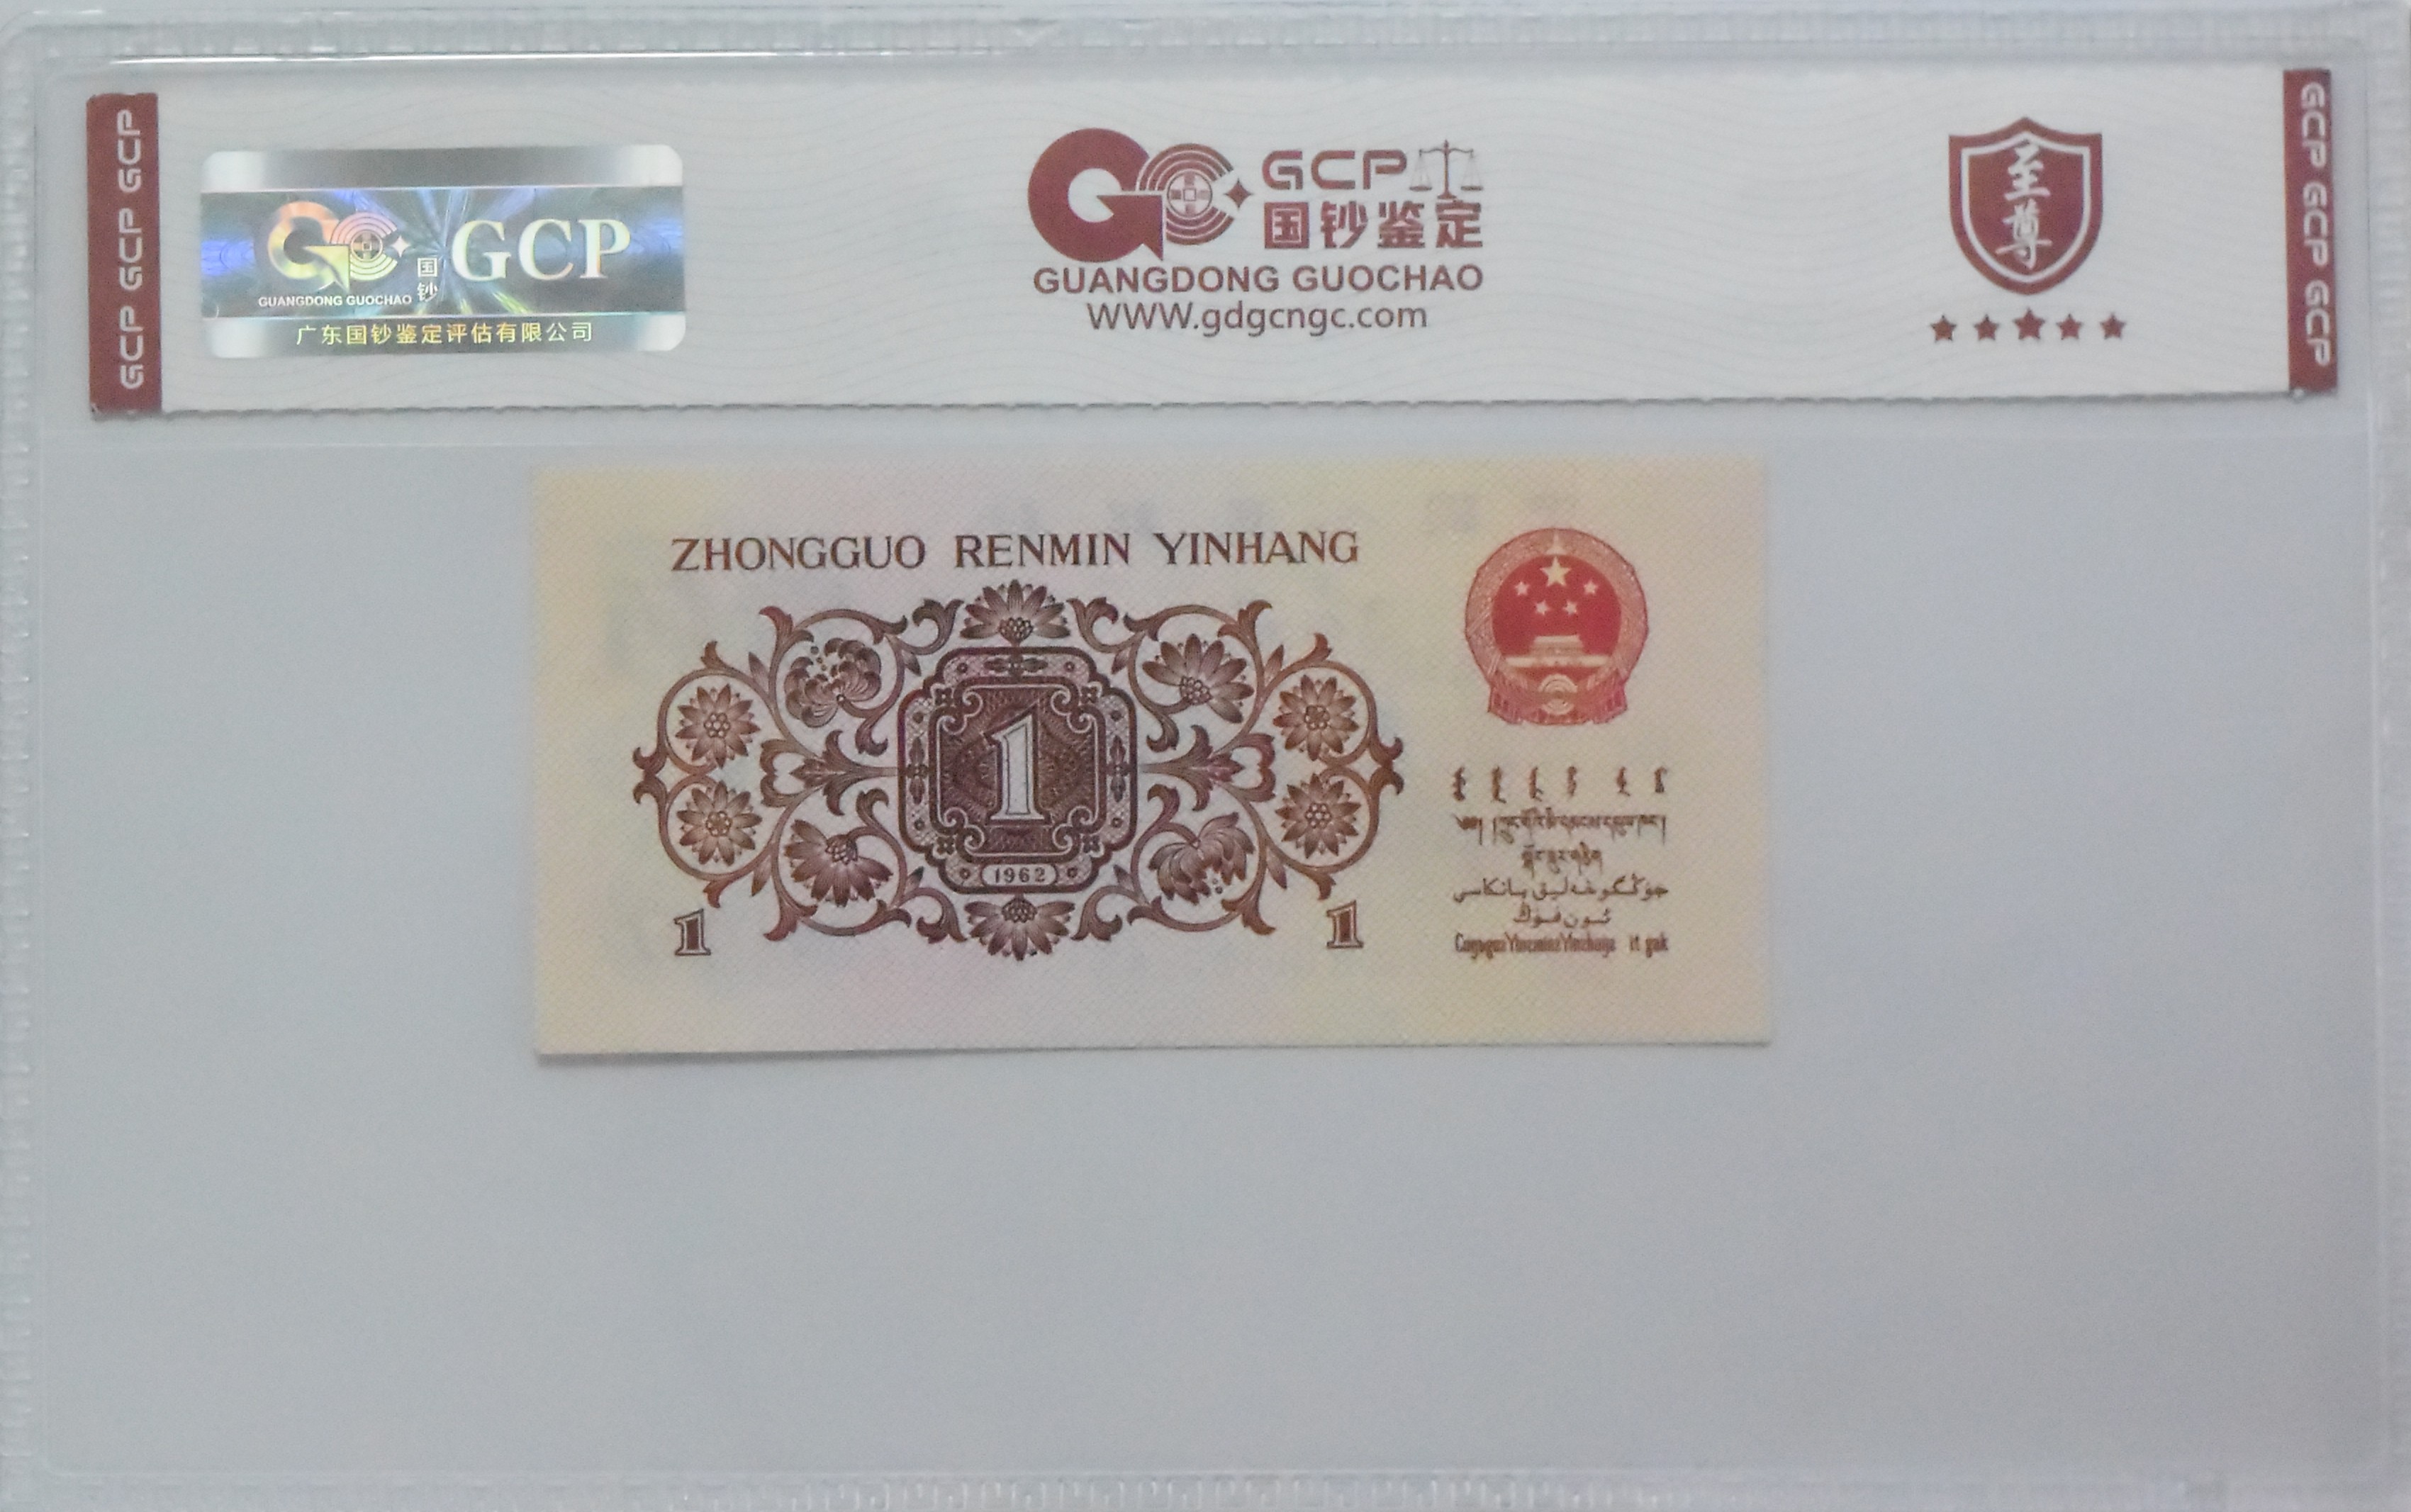 GCP GCP GCP
GUANGDONG GUOCHAO
国钞
GCP
广东国钞鉴定评估有限公司
GCP
国钞鉴定
GUANGDONG GUOCHAO
WWW.gdgcngc.com
至尊
GCP GCP GCP
ZHONGGUO RENMIN YINHANG
1
1962
1
1
جۇڭگوخەلىق بانكاسى